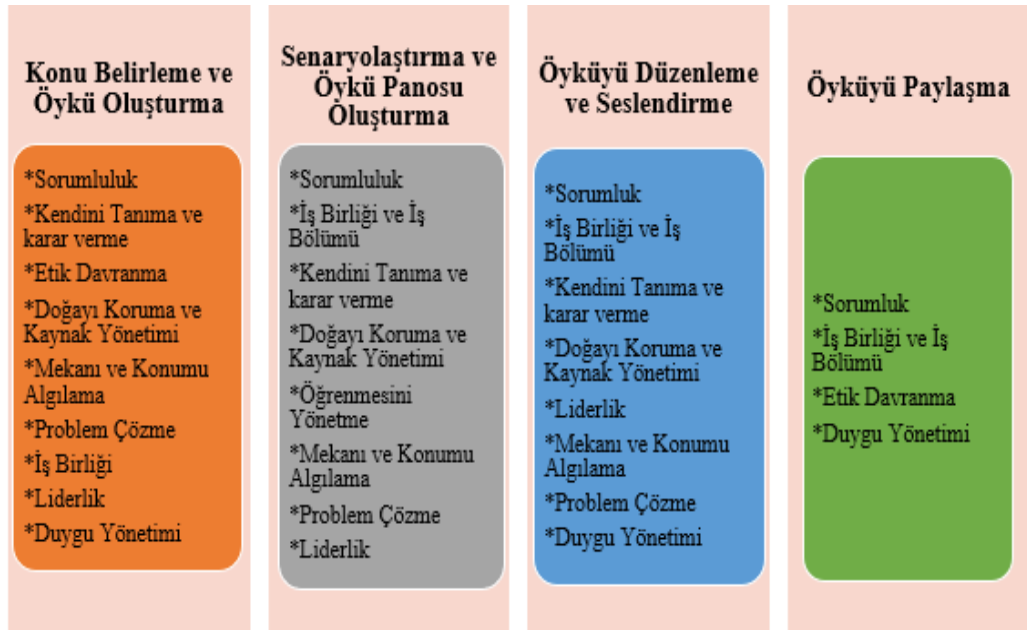 Konu Belirleme ve
Öykü Oluşturma
*Sorumluluk
*Kendini Tanıma ve
karar verme
*Etik Davranma
*Doğayı Koruma ve
Kaynak Yönetimi
*Mekanı ve Konumu
Algılama
*Problem Çözme
*İş Birliği
*Liderlik
*Duygu Yönetimi
Senaryolaştırma ve
Öykü Panosu
Oluşturma
*Sorumluluk
*İş Birliği ve İş
Bölümü
*Kendini Tanıma ve
karar verme
*Doğayı Koruma ve
Kaynak Yönetimi
*Öğrenmesini
Yönetme
*Mekanı ve Konumu
Algılama
*Problem Çözme
*Liderlik
Öyküyü Düzenleme
ve Seslendirme
*Sorumluk
*İş Birliği ve İş
Bölümü
*Kendini Tanıma ve
karar verme
*Doğayı Koruma ve
Kaynak Yönetimi
*Liderlik
*Mekanı ve Konumu
Algılama
*Problem Çözme
*Duygu Yönetimi
Öyküyü Paylaşma
*Sorumluk
*İş Birliği ve İş
Bölümü
*Etik Davranma
*Duygu Yönetimi